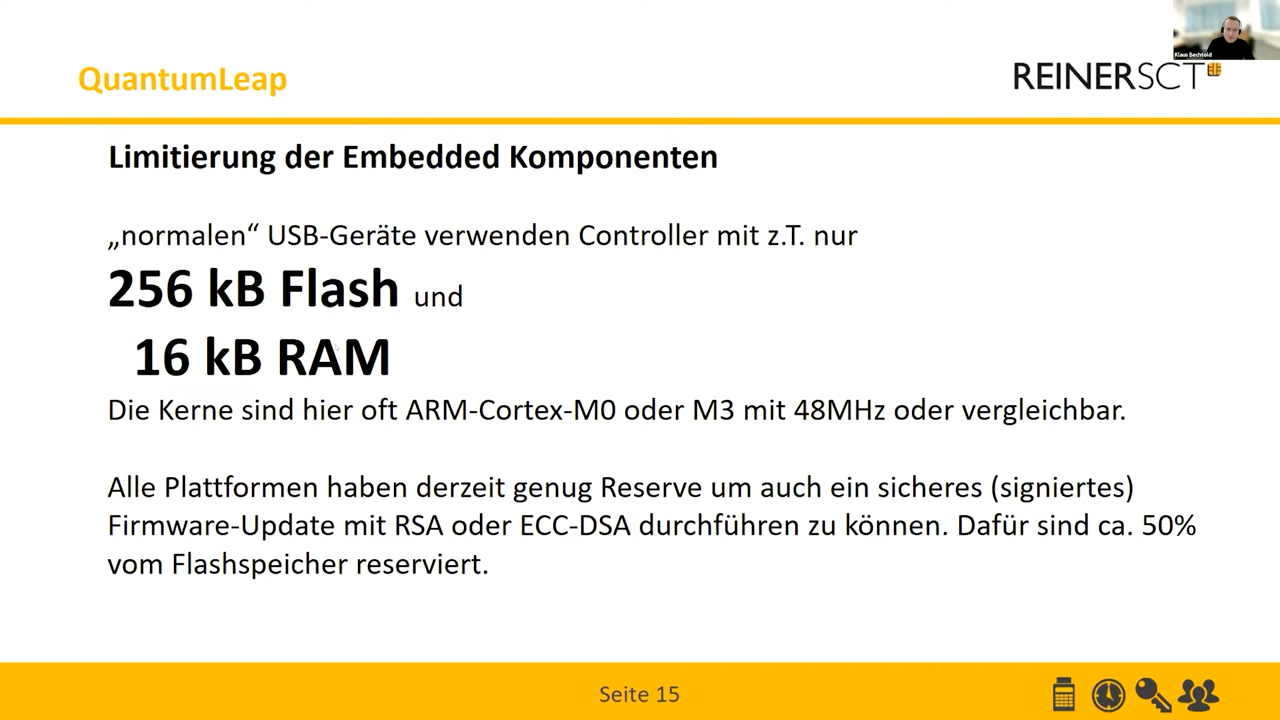 Klaus Bechtold
QuantumLeap
REINERSCT
Limitierung der Embedded Komponenten
„normalen“ USB-Geräte verwenden Controller mit z.T. nur
256 kB Flash und
16 kB RAM
Die Kerne sind hier oft ARM-Cortex-M0 oder M3 mit 48MHz oder vergleichbar.
Alle Plattformen haben derzeit genug Reserve um auch ein sicheres (signiertes)
Firmware-Update mit RSA oder ECC-DSA durchführen zu können. Dafür sind ca. 50%
vom Flashspeicher reserviert.
Seite 15